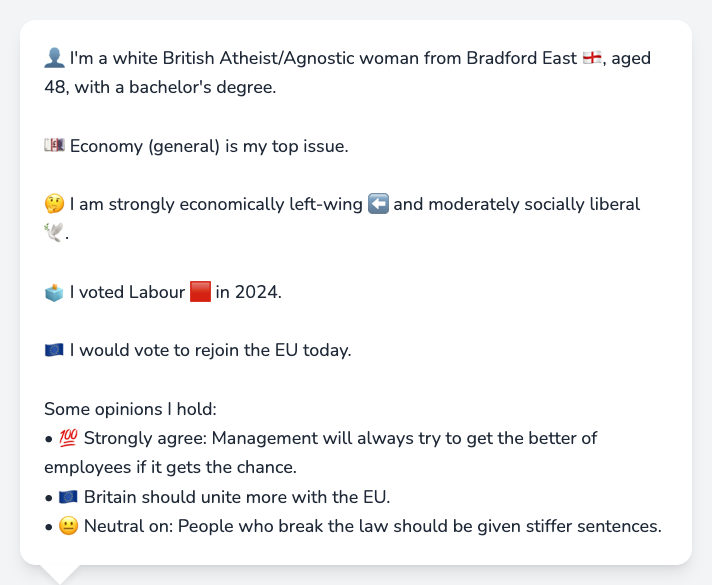 👤 I'm a white British Atheist/Agnostic woman from Bradford East 🏴󠁧󠁢󠁥󠁮󠁧󠁿, aged
48, with a bachelor's degree.
💷 Economy (general) is my top issue.
🤔 I am strongly economically left-wing ⬅️ and moderately socially liberal
🕊️.
🗳️ I voted Labour 🟥 in 2024.
🇪🇺 I would vote to rejoin the EU today.
Some opinions I hold:
• 💯 Strongly agree: Management will always try to get the better of
employees if it gets the chance.
• 🇪🇺 Britain should unite more with the EU.
• 😐 Neutral on: People who break the law should be given stiffer sentences.